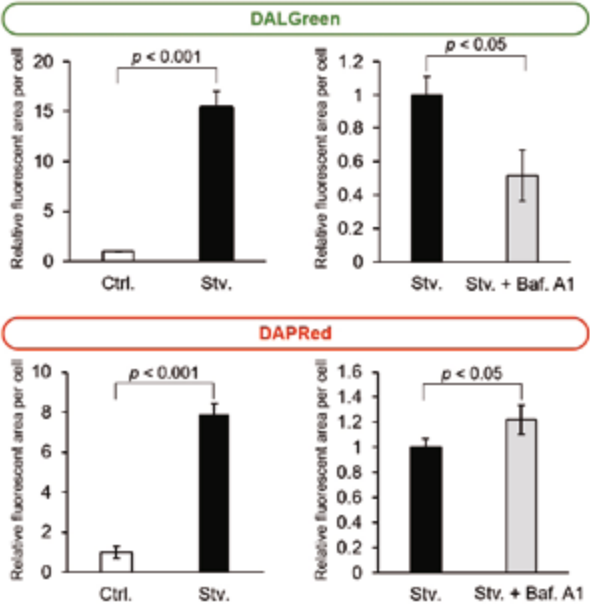 DALGreen
Relative fluorescent area per cell
20
15
10
5
0
p < 0.001
Ctrl.
Stv.
Relative fluorescent area per cell
1.2
1
0.8
0.6
0.4
0.2
0
p < 0.05
Stv.
Stv. + Baf. A1
DAPRed
Relative fluorescent area per cell
10
8
6
4
2
0
p < 0.001
Ctrl.
Stv.
Relative fluorescent area per cell
1.6
1.4
1.2
1
0.8
0.6
0.4
0.2
0
p < 0.05
Stv.
Stv. + Baf. A1